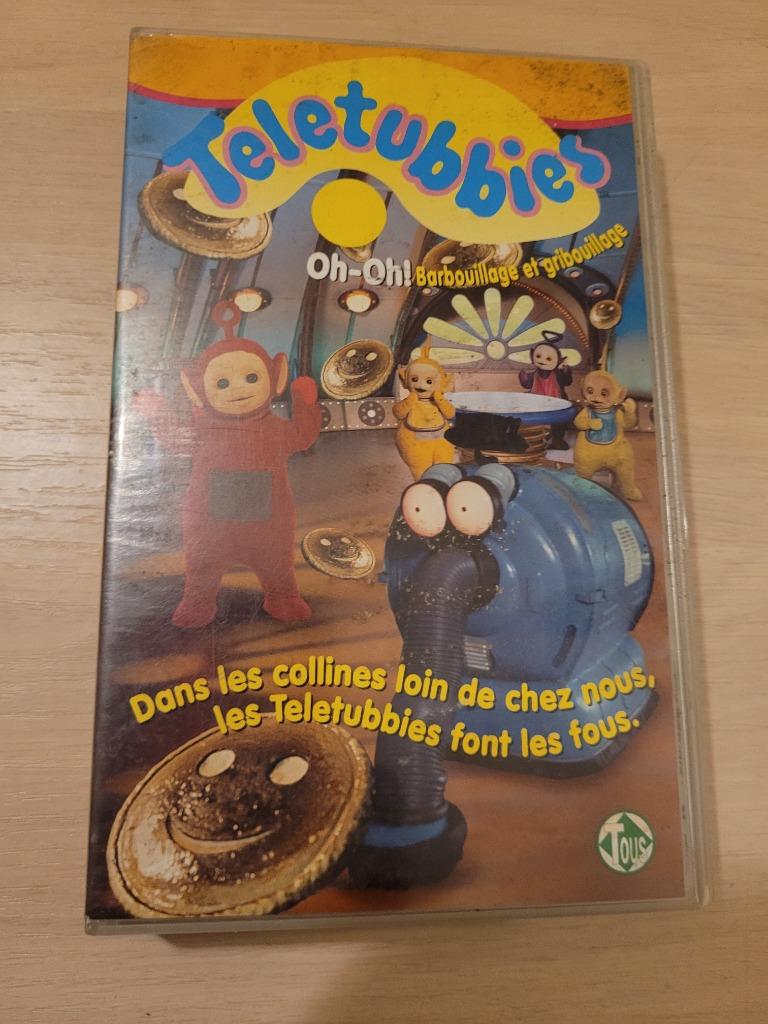 Teletubbies
Oh-Oh! Barbouillage et gribouillage
Dans les collines loin de chez nous,
les Teletubbies font les fous.
Tous